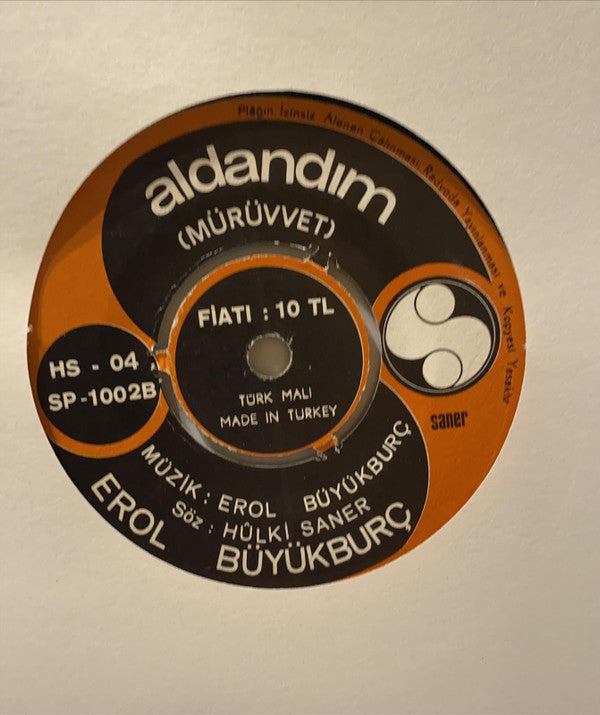 Plâğın İzinsiz Alenen Çalınması Radyoda Yayınlanması ve Kopyesi Yasaktır
aldandım
(MÜRÜVVET)
FİATI : 10 TL
HS - 04
SP-1002B
TÜRK MALI
MADE IN TURKEY
saner
MÜZİK : EROL BÜYÜKBURÇ
Söz : HÛLKİ SANER
EROL BÜYÜKBURÇ